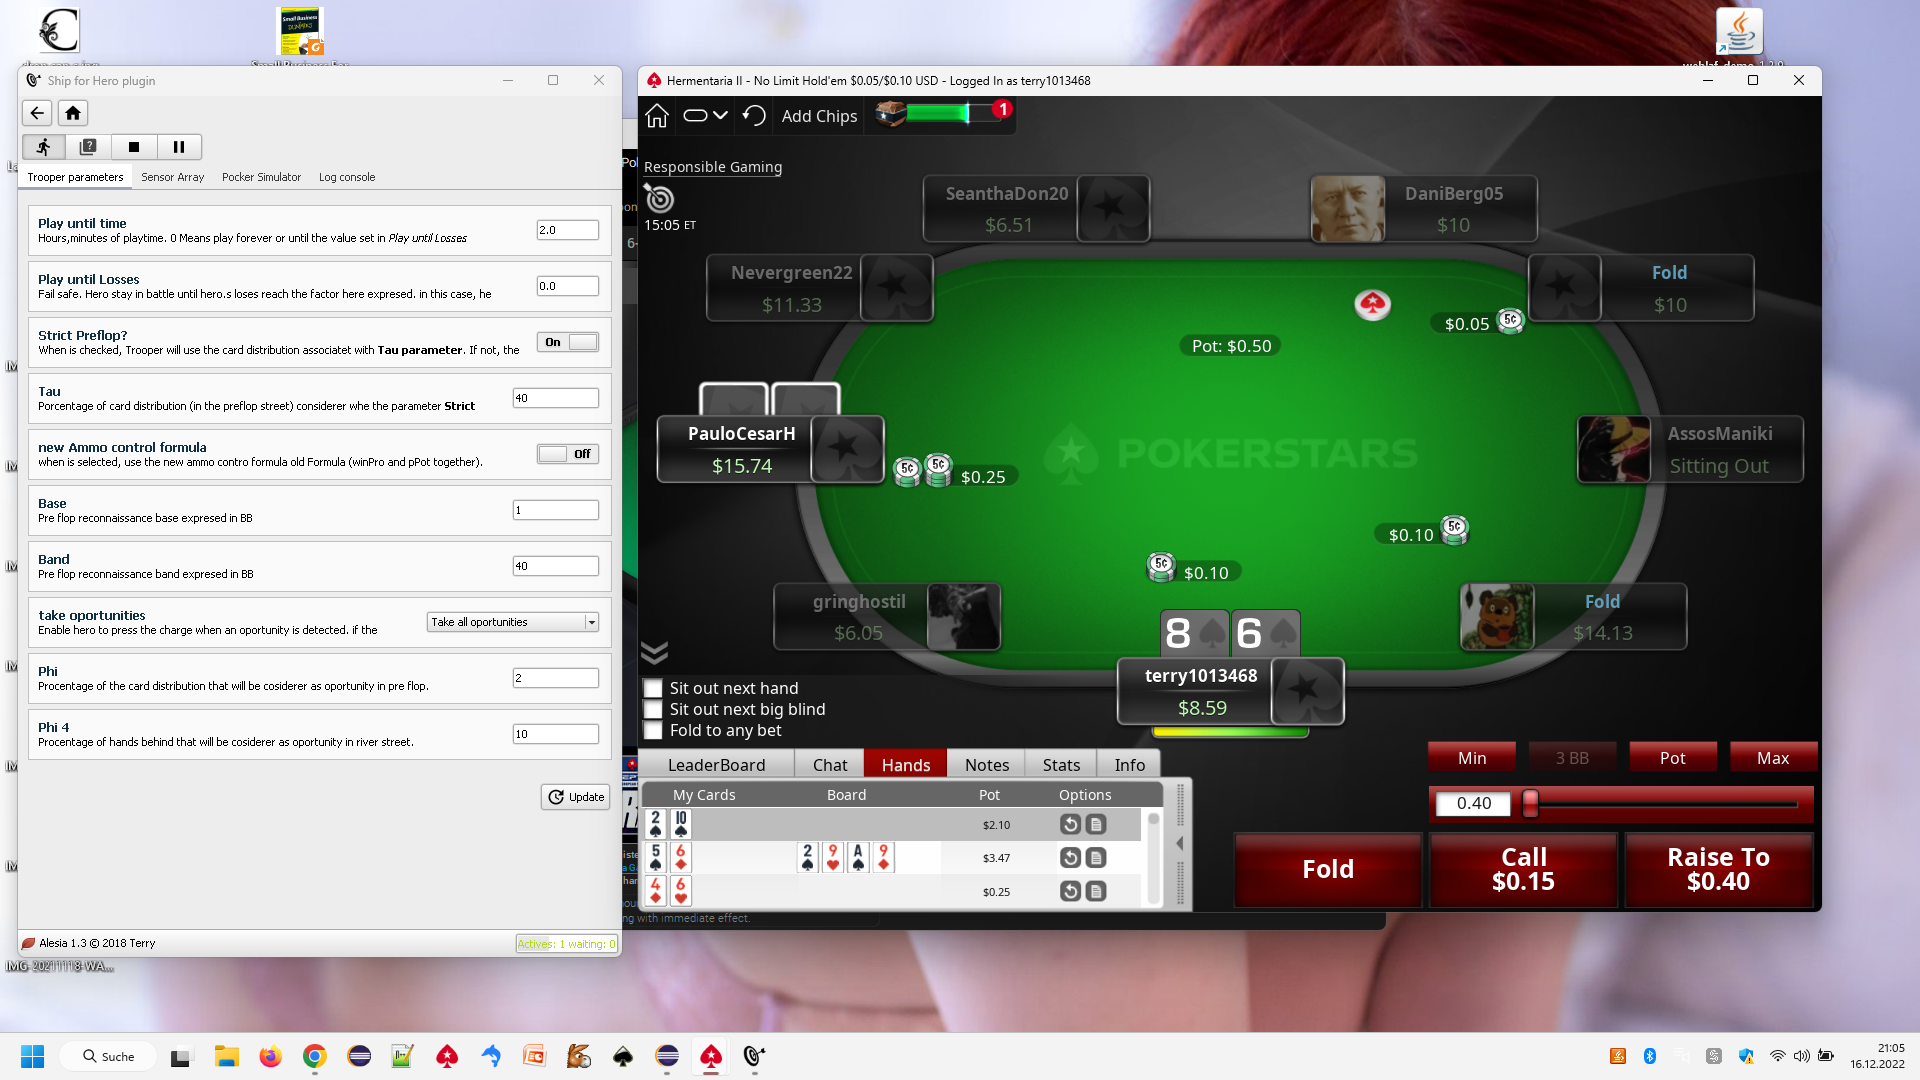 Ship for Hero plugin
Trooper parameters
Sensor Array
Pocker Simulator
Log console
Play until time
Hours,minutes of playtime. 0 Means play forever or until the value set in Play until Losses
2.0
Play until Losses
Fail safe. Hero stay in battle until hero.s loses reach the factor here expresed. in this case, he
0.0
Strict Preflop?
When is checked, Trooper will use the card distribution associatet with Tau parameter. If not, the
On
Tau
Porcentage of card distribution (in the preflop street) considerer whe the parameter Strict
40
new Ammo control formula
when is selected, use the new ammo contro formula old Formula (winPro and pPot together).
Off
Base
Pre flop reconnaissance base expresed in BB
1
Band
Pre flop reconnaissance band expresed in BB
40
take oportunities
Enable hero to press the charge when an oportunity is detected. if the
Take all oportunities
Phi
Procentage of the card distribution that will be cosiderer as oportunity in pre flop.
2
Phi 4
Procentage of hands behind that will be cosiderer as oportunity in river street.
10
Update
Alesia 1.3 © 2018 Terry
Actives: 1 waiting: 0
IMG-20211118-WA...
Hermentaria II - No Limit Hold'em $0.05/$0.10 USD - Logged In as terry1013468
Add Chips
1
Responsible Gaming
15:05 ET
SeanthaDon20
$6.51
DaniBerg05
$10
Nevergreen22
$11.33
Fold
$10
$0.05
5¢
Pot: $0.50
PauloCesarH
$15.74
5¢
5¢
$0.25
POKERSTARS
AssosManiki
Sitting Out
$0.10
5¢
5¢
$0.10
gringhostil
$6.05
Fold
$14.13
8
6
terry1013468
$8.59
Sit out next hand
Sit out next big blind
Fold to any bet
LeaderBoard
Chat
Hands
Notes
Stats
Info
My Cards
Board
Pot
Options
2
10
$2.10
5
6
2
9
A
9
$3.47
4
6
$0.25
Min
3 BB
Pot
Max
0.40
Fold
Call
$0.15
Raise To
$0.40
ng with immediate effect.
Suche
21:05
16.12.2022